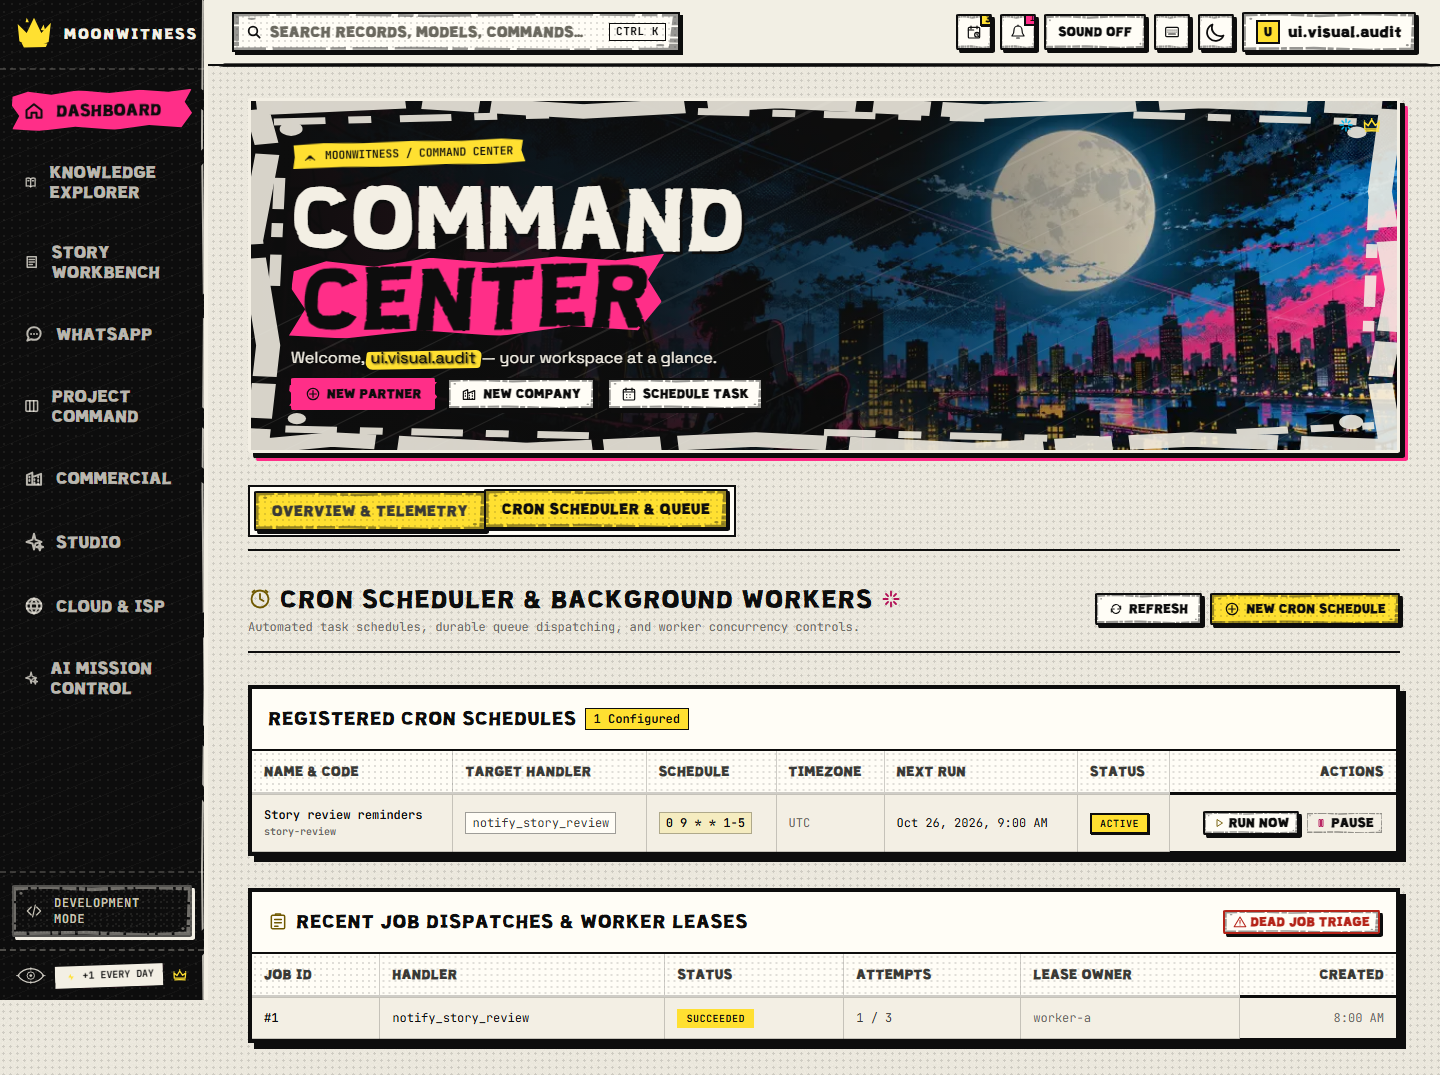 MOONWITNESS
SEARCH RECORDS, MODELS, COMMANDS…
CTRL K
SOUND OFF
U
ui.visual.audit
DASHBOARD
KNOWLEDGE
EXPLORER
STORY
WORKBENCH
WHATSAPP
PROJECT
COMMAND
COMMERCIAL
STUDIO
CLOUD & ISP
AI MISSION
CONTROL
DEVELOPMENT
MODE
+1 EVERY DAY
MOONWITNESS / COMMAND CENTER
COMMAND
CENTER
Welcome, ui.visual.audit — your workspace at a glance.
NEW PARTNER
NEW COMPANY
SCHEDULE TASK
OVERVIEW & TELEMETRY
CRON SCHEDULER & QUEUE
CRON SCHEDULER & BACKGROUND WORKERS
Automated task schedules, durable queue dispatching, and worker concurrency controls.
REFRESH
NEW CRON SCHEDULE
REGISTERED CRON SCHEDULES
1 Configured
NAME & CODE TARGET HANDLER SCHEDULE TIMEZONE NEXT RUN STATUS ACTIONS
Story review reminders
story-review
notify_story_review
0 9 * * 1-5
UTC
Oct 26, 2026, 9:00 AM
ACTIVE
RUN NOW
PAUSE
RECENT JOB DISPATCHES & WORKER LEASES
DEAD JOB TRIAGE
JOB ID HANDLER STATUS ATTEMPTS LEASE OWNER CREATED
#1 notify_story_review SUCCEEDED 1 / 3 worker-a 8:00 AM